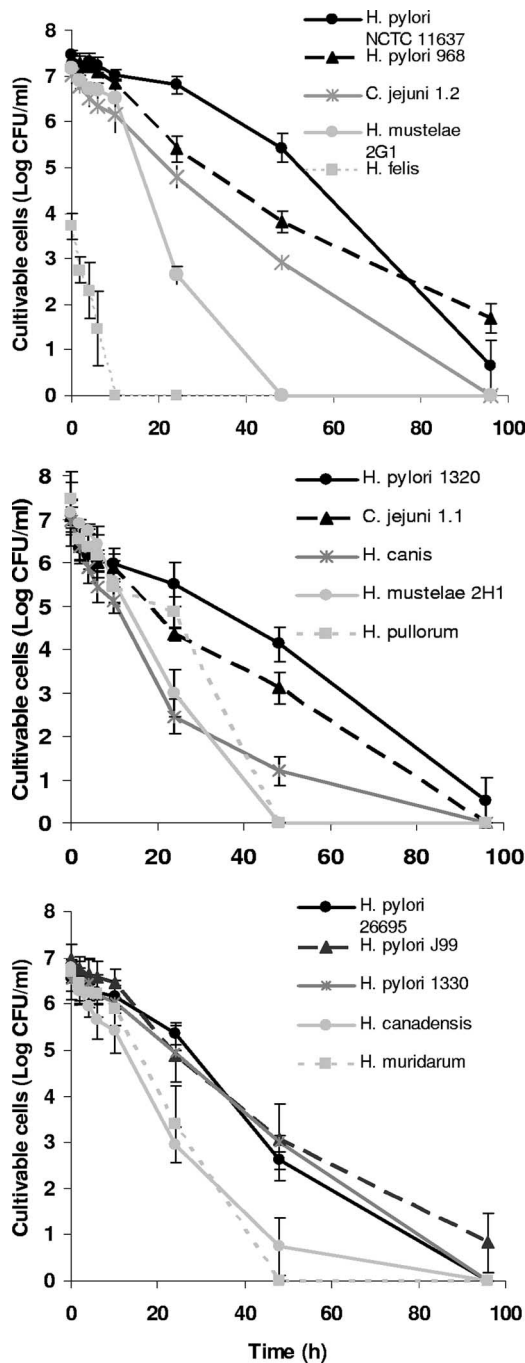 H. pylori
NCTC 11637
H. pylori 968
C. jejuni 1.2
H. mustelae
2G1
H. felis
Cultivable cells (Log CFU/ml)
8
7
6
5
4
3
2
1
0
0 20 40 60 80 100
H. pylori 1320
C. jejuni 1.1
H. canis
H. mustelae 2H1
H. pullorum
Cultivable cells (Log CFU/ml)
8
7
6
5
4
3
2
1
0
0 20 40 60 80 100
H. pylori
26695
H. pylori J99
H. pylori 1330
H. canadensis
H. muridarum
Cultivable cells (Log CFU/ml)
8
7
6
5
4
3
2
1
0
0 20 40 60 80 100
Time (h)